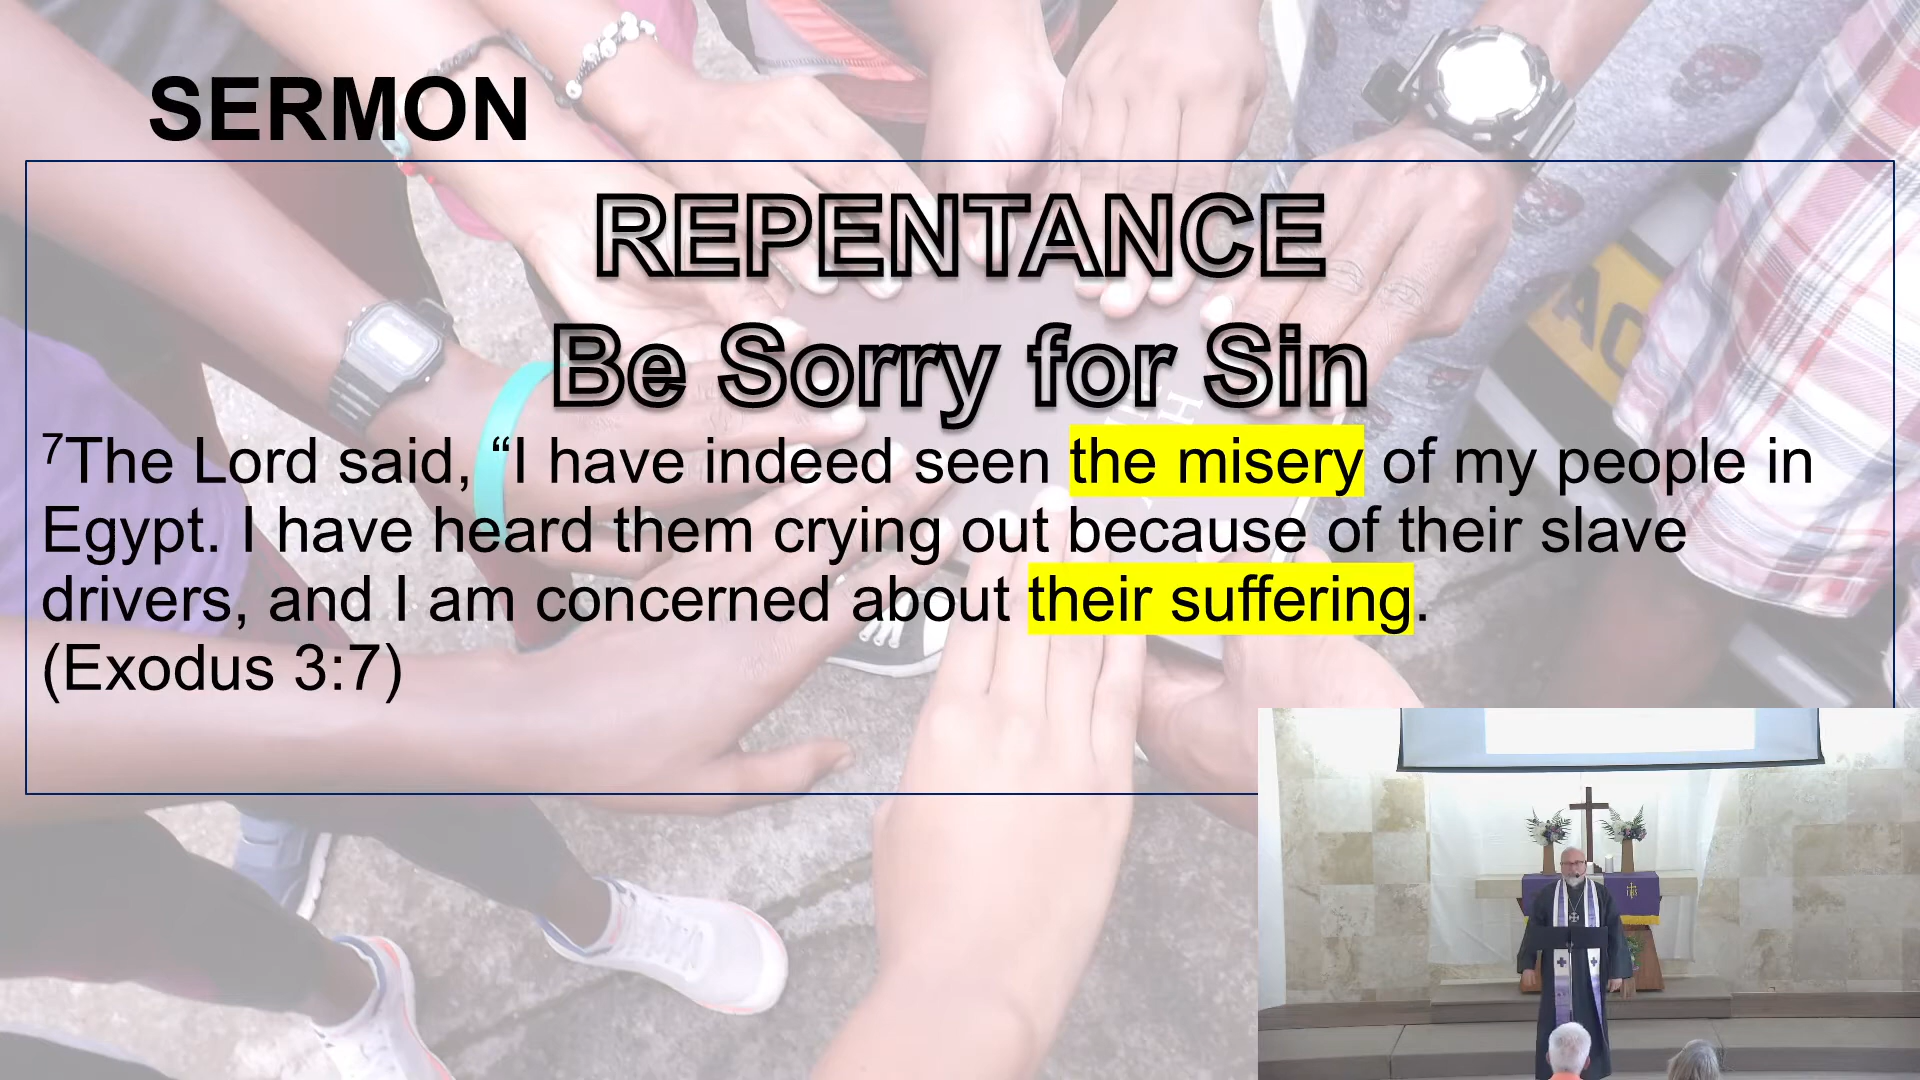 SERMON
REPENTANCE
Be Sorry for Sin
⁷The Lord said, “I have indeed seen the misery of my people in
Egypt. I have heard them crying out because of their slave
drivers, and I am concerned about their suffering.
(Exodus 3:7)